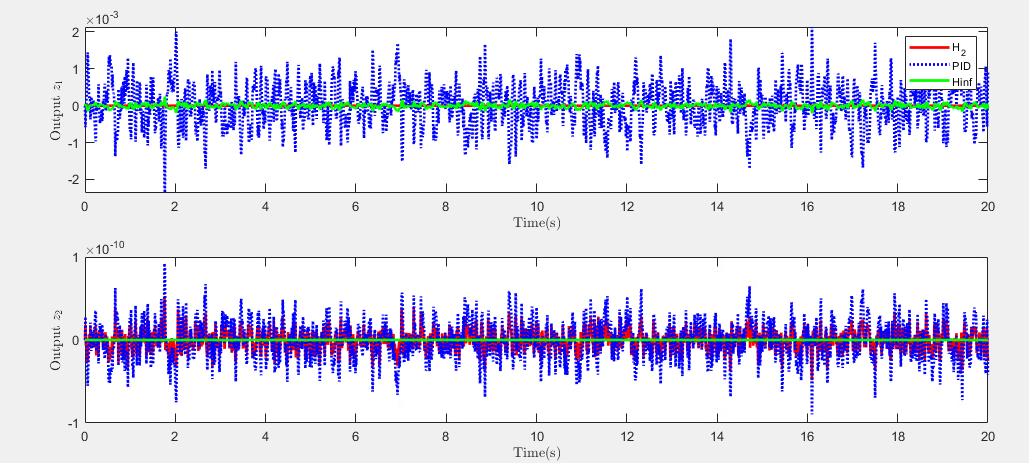 ×10⁻³
2
1
0
-1
-2
Output z₁
H₂
PID
Hinf
0 2 4 6 8 10 12 14 16 18 20
Time(s)
×10⁻¹⁰
1
0
-1
Output z₂
0 2 4 6 8 10 12 14 16 18 20
Time(s)